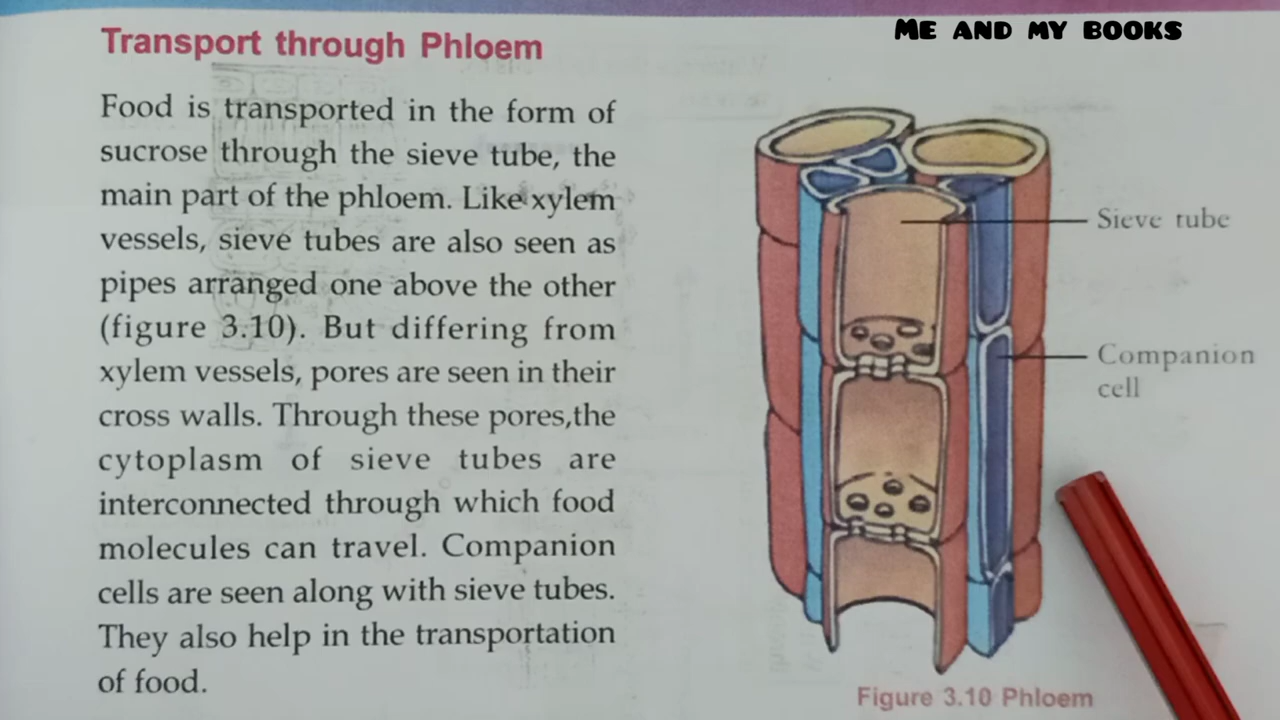 ME AND MY BOOKS
Transport through Phloem
Food is transported in the form of
sucrose through the sieve tube, the
main part of the phloem. Like xylem
vessels, sieve tubes are also seen as
pipes arranged one above the other
(figure 3.10). But differing from
xylem vessels, pores are seen in their
cross walls. Through these pores,the
cytoplasm of sieve tubes are
interconnected through which food
molecules can travel. Companion
cells are seen along with sieve tubes.
They also help in the transportation
of food.
Sieve tube
Companion
cell
Figure 3.10 Phloem